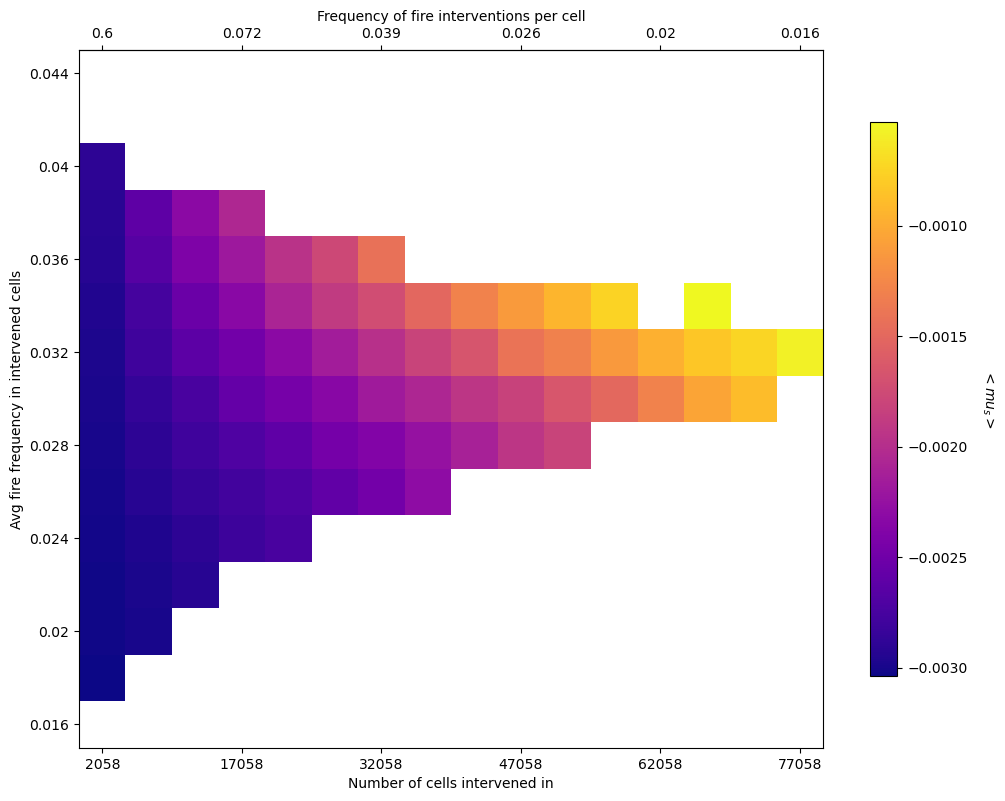 Frequency of fire interventions per cell
0.6 0.072 0.039 0.026 0.02 0.016
0.044
0.04
0.036
0.032
0.028
0.024
0.02
0.016
Avg fire frequency in intervened cells
2058 17058 32058 47058 62058 77058
Number of cells intervened in
−0.0010
−0.0015
−0.0020
−0.0025
−0.0030
< mu_s >